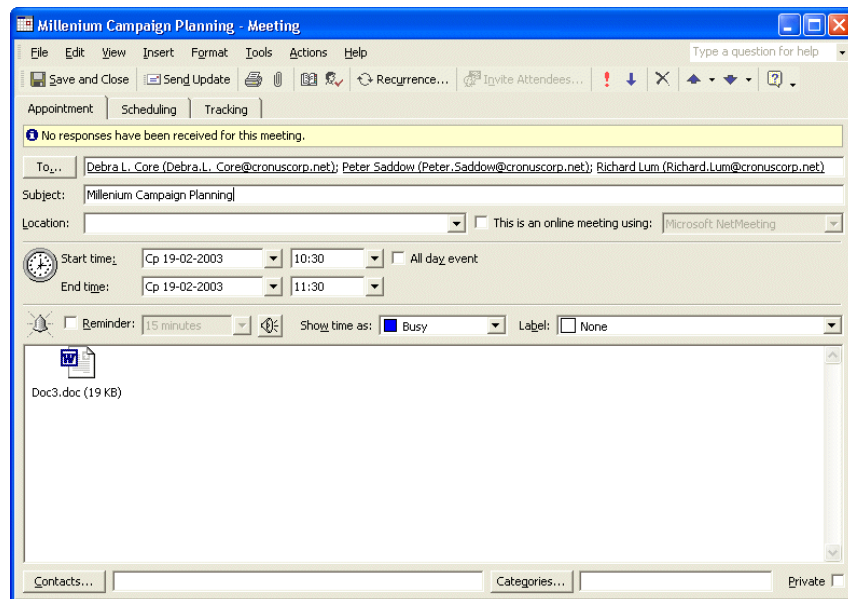 Millenium Campaign Planning - Meeting
File Edit View Insert Format Tools Actions Help Type a question for help
Save and Close Send Update Recurrence... Invite Attendees...
Appointment Scheduling Tracking
No responses have been received for this meeting.
To... Debra L. Core (Debra.L. Core@cronuscorp.net); Peter Saddow (Peter.Saddow@cronuscorp.net); Richard Lum (Richard.Lum@cronuscorp.net)
Subject: Millenium Campaign Planning
Location: This is an online meeting using: Microsoft NetMeeting
Start time: Ср 19-02-2003 10:30 All day event
End time: Ср 19-02-2003 11:30
Reminder: 15 minutes Show time as: Busy Label: None
Doc3.doc (19 KB)
Contacts... Categories... Private